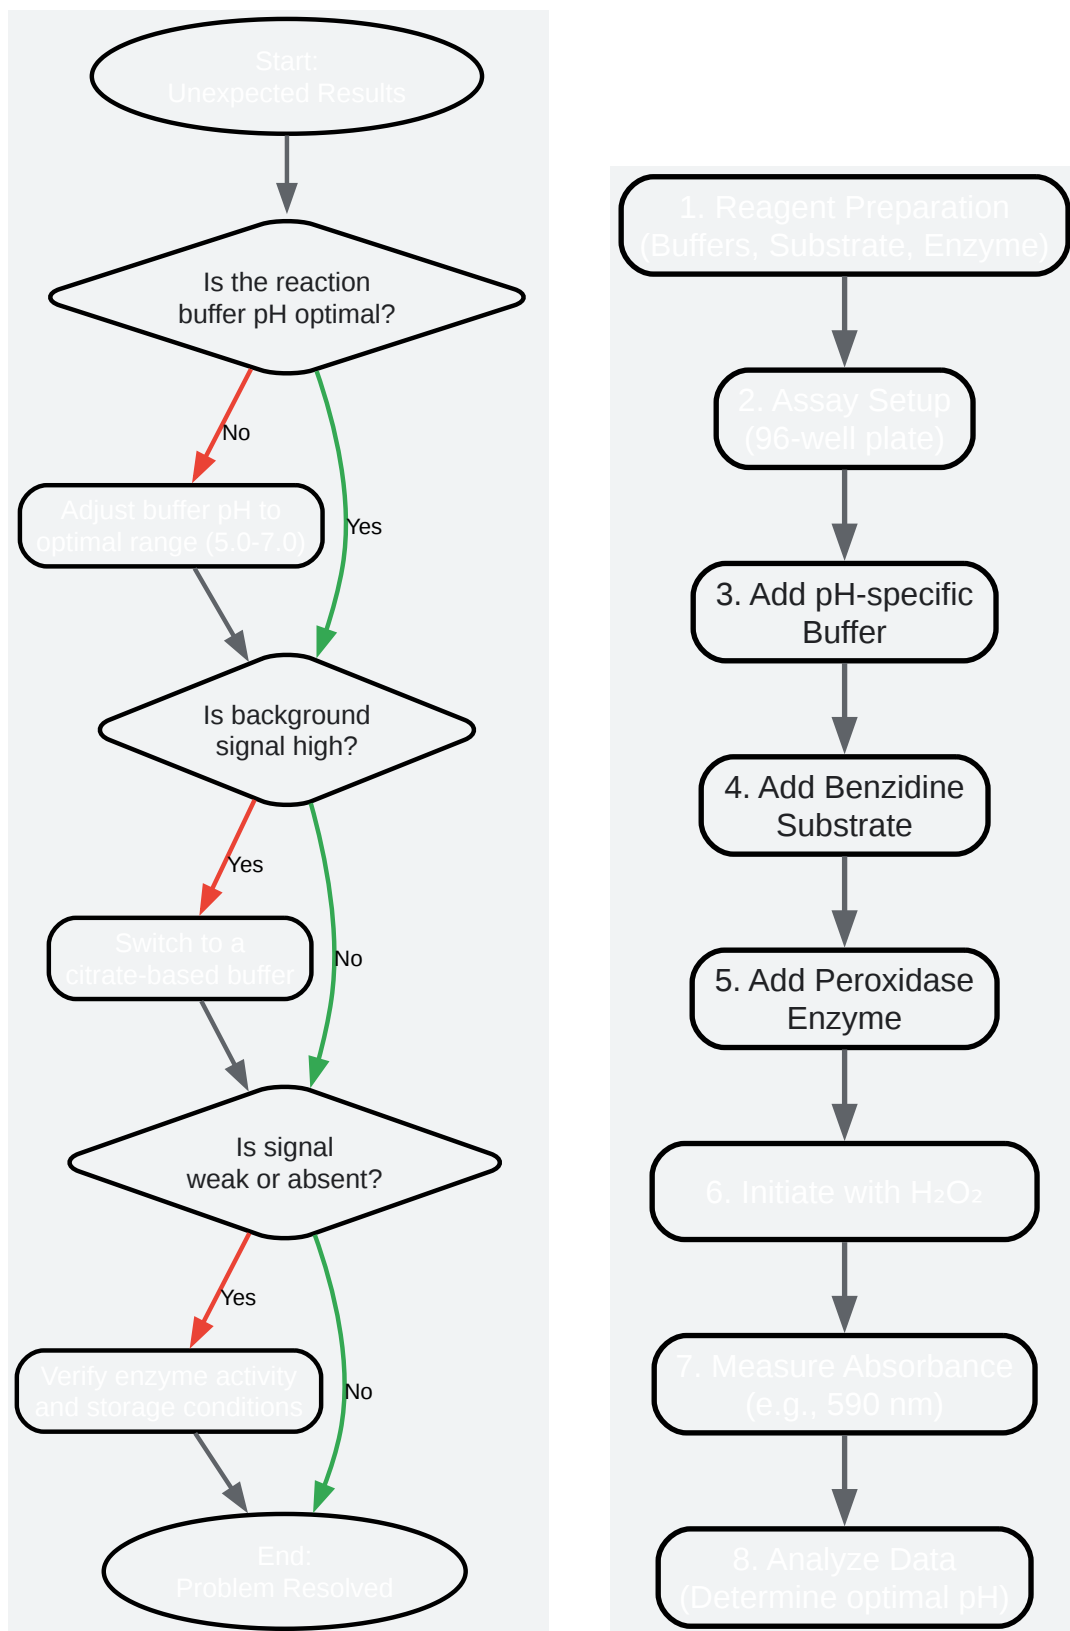 Start:
Unexpected Results
Is the reaction
buffer pH optimal?
No
Yes
Adjust buffer pH to
optimal range (5.0-7.0)
Is background
signal high?
Yes
No
Switch to a
citrate-based buffer
Is signal
weak or absent?
Yes
No
Verify enzyme activity
and storage conditions
End:
Problem Resolved
1. Reagent Preparation
(Buffers, Substrate, Enzyme)
2. Assay Setup
(96-well plate)
3. Add pH-specific
Buffer
4. Add Benzidine
Substrate
5. Add Peroxidase
Enzyme
6. Initiate with H₂O₂
7. Measure Absorbance
(e.g., 590 nm)
8. Analyze Data
(Determine optimal pH)